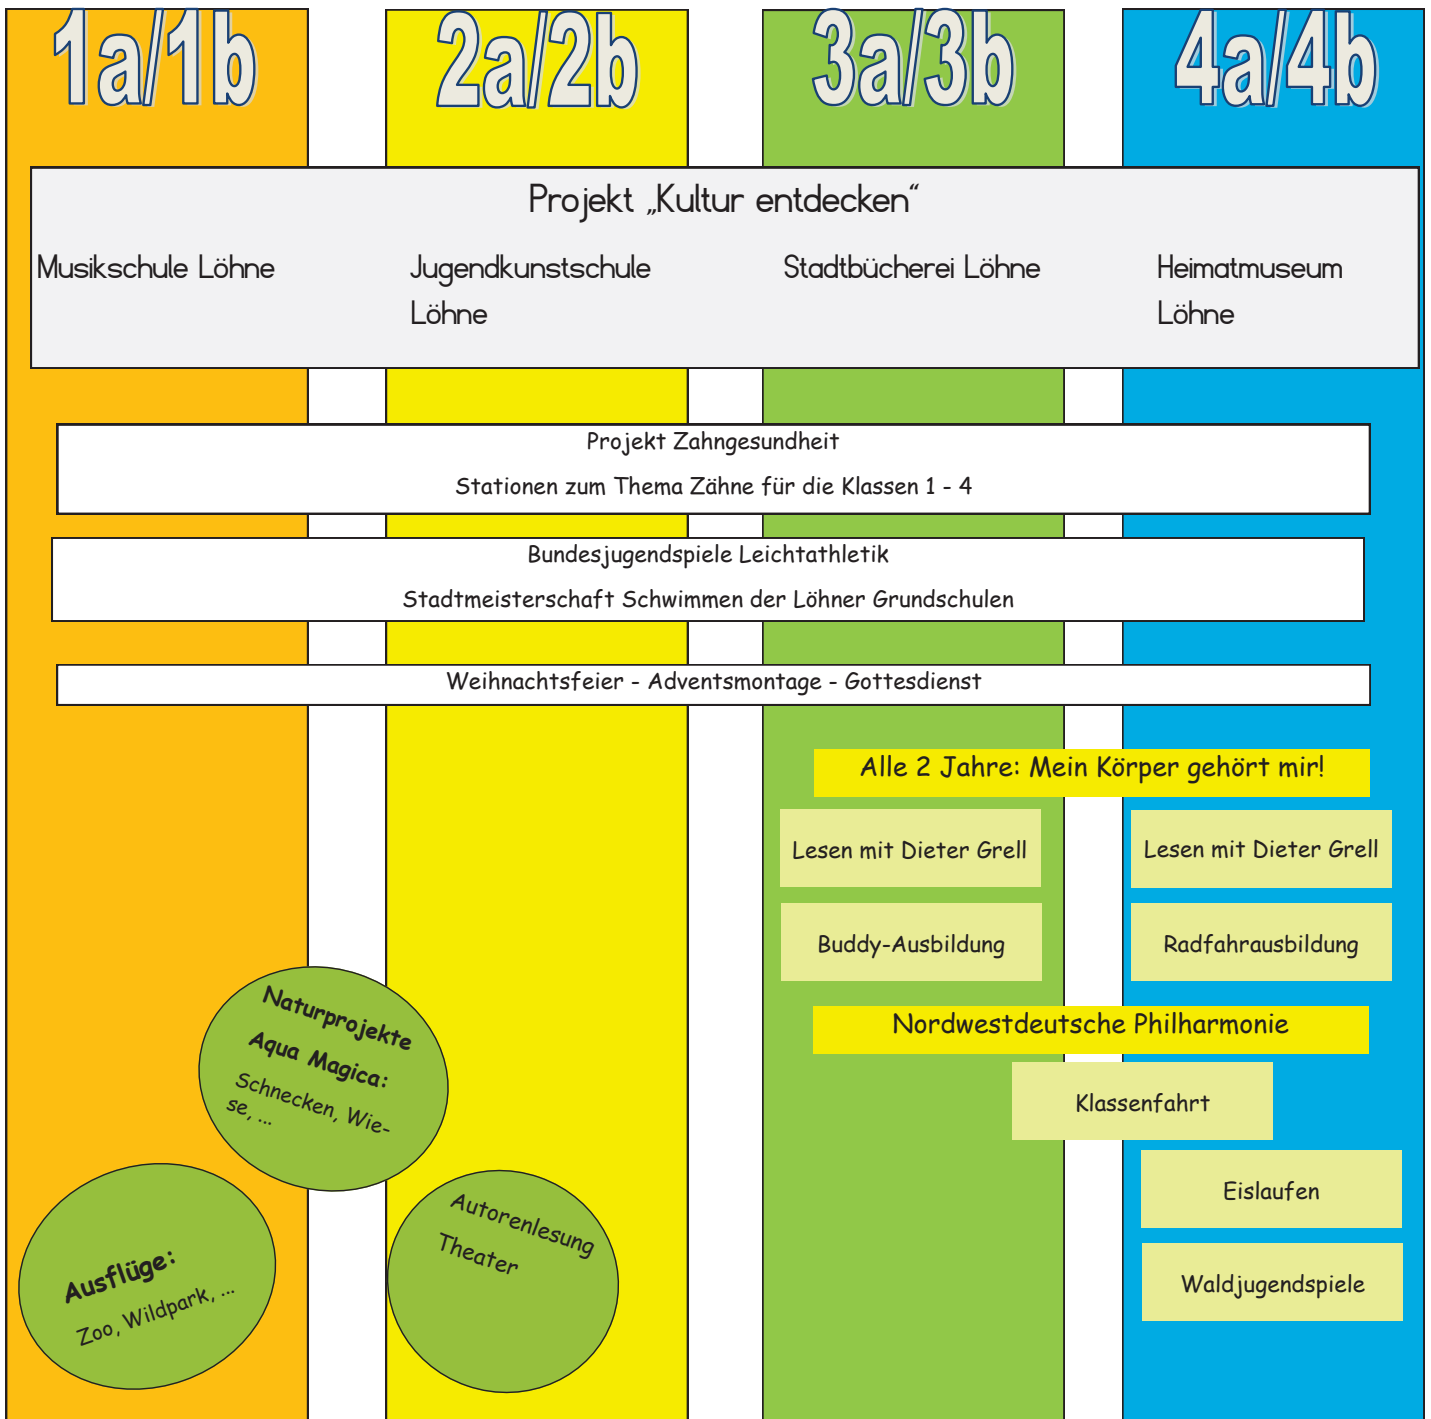 1a/1b
2a/2b
3a/3b
4a/4b
Projekt „Kultur entdecken“
Musikschule Löhne
Jugendkunstschule
Löhne
Stadtbücherei Löhne
Heimatmuseum
Löhne
Projekt Zahngesundheit
Stationen zum Thema Zähne für die Klassen 1 - 4
Bundesjugendspiele Leichtathletik
Stadtmeisterschaft Schwimmen der Löhner Grundschulen
Weihnachtsfeier - Adventsmontage - Gottesdienst
Alle 2 Jahre: Mein Körper gehört mir!
Lesen mit Dieter Grell
Lesen mit Dieter Grell
Buddy-Ausbildung
Radfahrausbildung
Naturprojekte
Aqua Magica:
Schnecken, Wie-
se, ...
Nordwestdeutsche Philharmonie
Klassenfahrt
Eislaufen
Waldjugendspiele
Autorenlesung
Theater
Ausflüge:
Zoo, Wildpark, ...